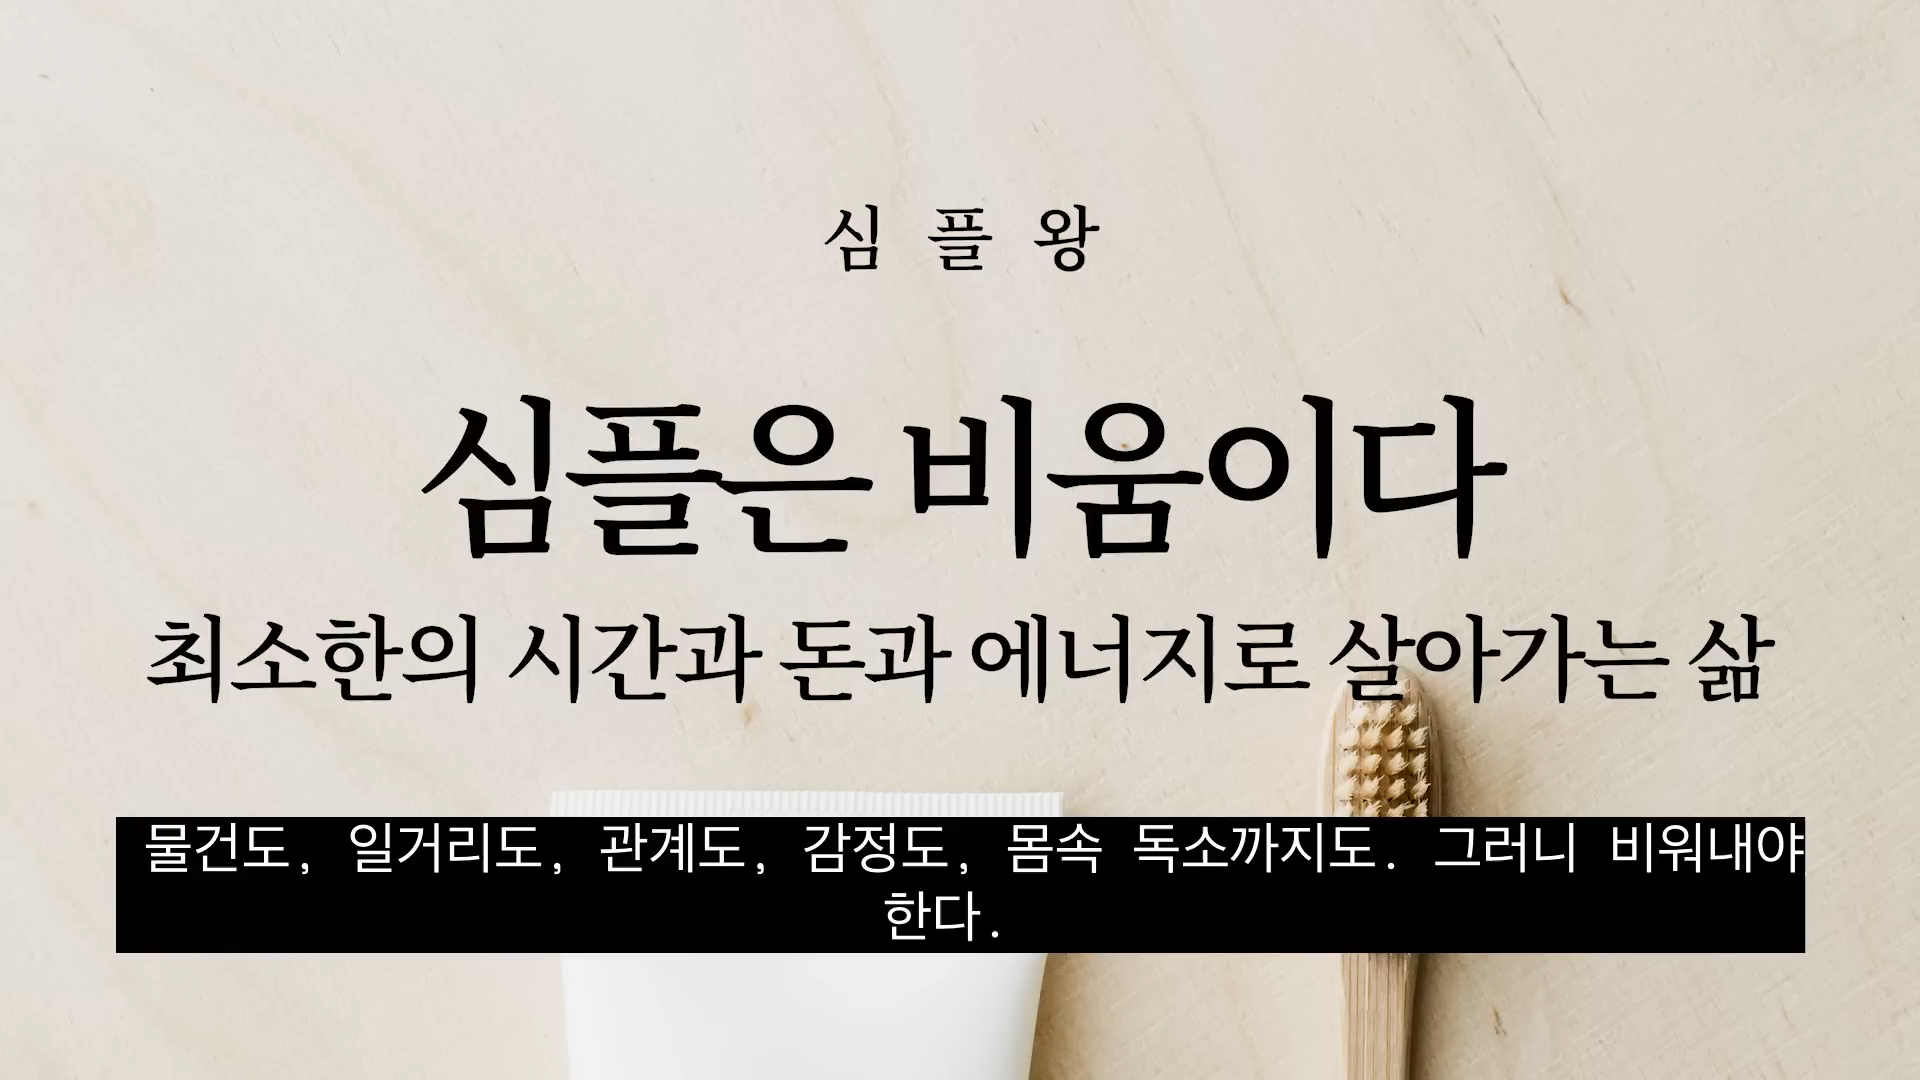 심플왕
심플은 비움이다
최소한의 시간과 돈과 에너지로 살아가는 삶
물건도, 일거리도, 관계도, 감정도, 몸속 독소까지도. 그러니 비워내야
한다.